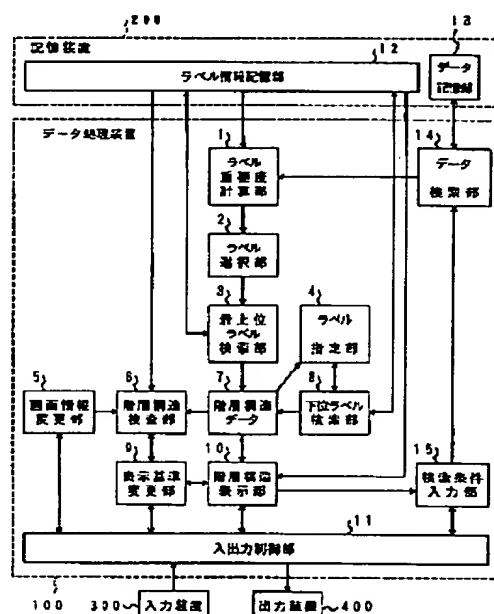 200
13
記憶装置
12
ラベル情報記憶部
データ
記憶部
データ処理装置
1
ラベル
重要度
計算部
14
データ
検索部
2
ラベル
選択部
3
最上位
ラベル
検索部
4
ラベル
指定部
5
画面情報
変更部
6
階層構造
検査部
7
階層構造
データ
8
下位ラベル
検索部
9
表示基準
変更部
10
階層構造
表示部
15
検索条件
入力部
11
入出力制御部
100
300
入力装置
出力装置
400